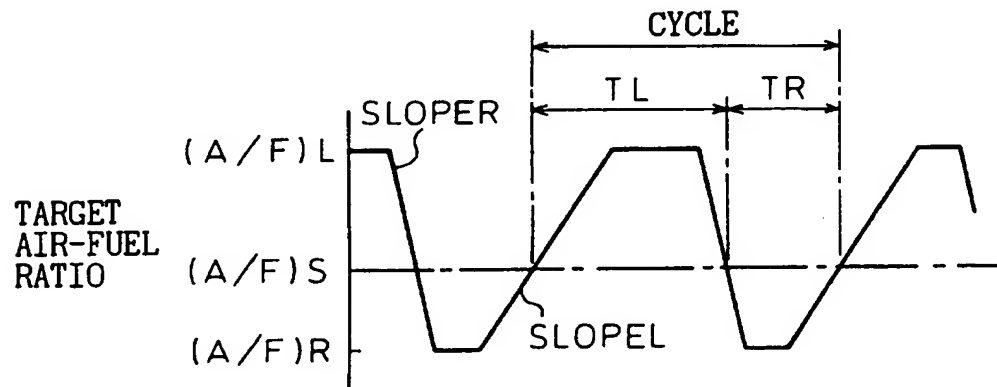 CYCLE
TL TR
SLOPER
(A/F)L
TARGET
AIR-FUEL
RATIO
(A/F)S
SLOPEL
(A/F)R